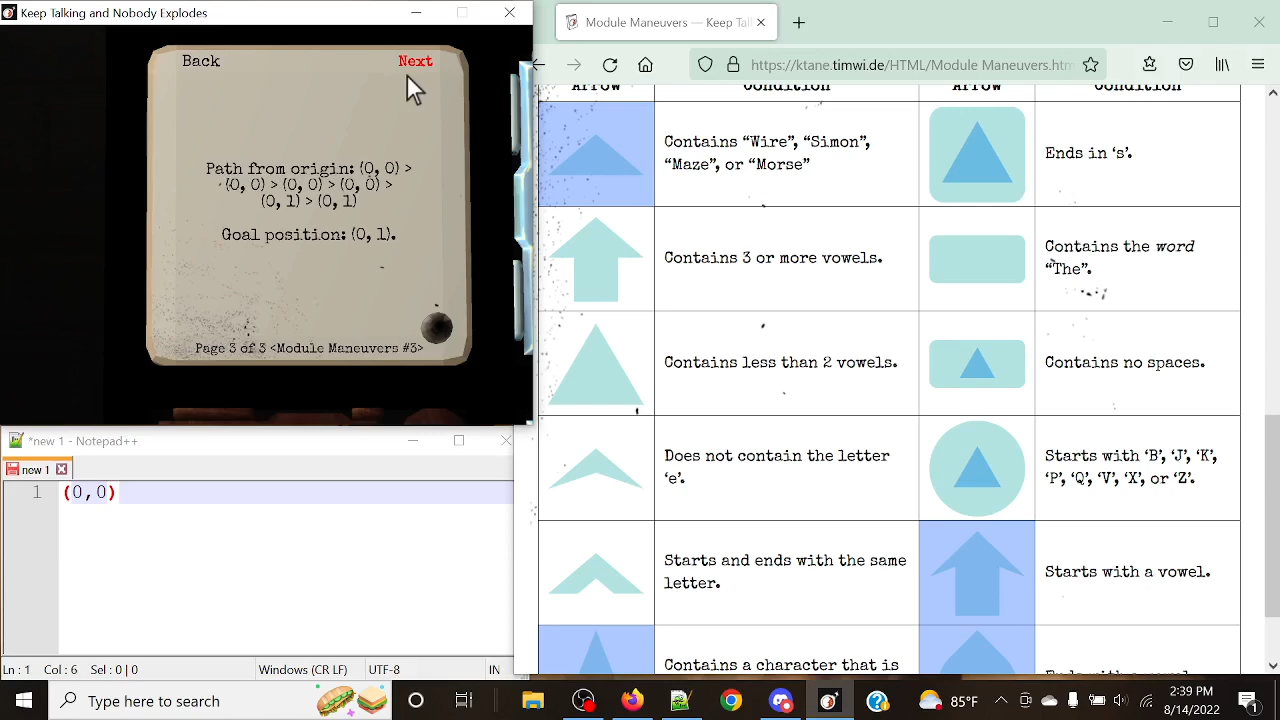 Keep Talking and Nobody Explodes
Back
Next
Path from origin: (0, 0) >
(0, 0) > (0, 0) > (0, 0) >
(0, 1) > (0, 1)
Goal position: (0, 1).
Page 3 of 3 <Module Maneuvers #3>
*new 1 - Notepad++
new 1
1 (0,0)
Ln: 1 Col: 6 Sel: 0 | 0
Windows (CR LF)
UTF-8
IN
Module Maneuvers — Keep Tal
https://ktane.timwi.de/HTML/Module Maneuvers.htm
Arrow Condition Arrow Condition
Contains “Wire”, “Simon”,
“Maze”, or “Morse”
Ends in ‘s’.
Contains 3 or more vowels.
Contains the word
“The”.
Contains less than 2 vowels.
Contains no spaces.
Does not contain the letter
‘e’.
Starts with ‘B’, ‘J’, ‘K’,
‘P’, ‘Q’, ‘V’, ‘X’, or ‘Z’.
Starts and ends with the same
letter.
Starts with a vowel.
Contains a character that is
Type here to search
85°F
2:39 PM
8/14/2022
1